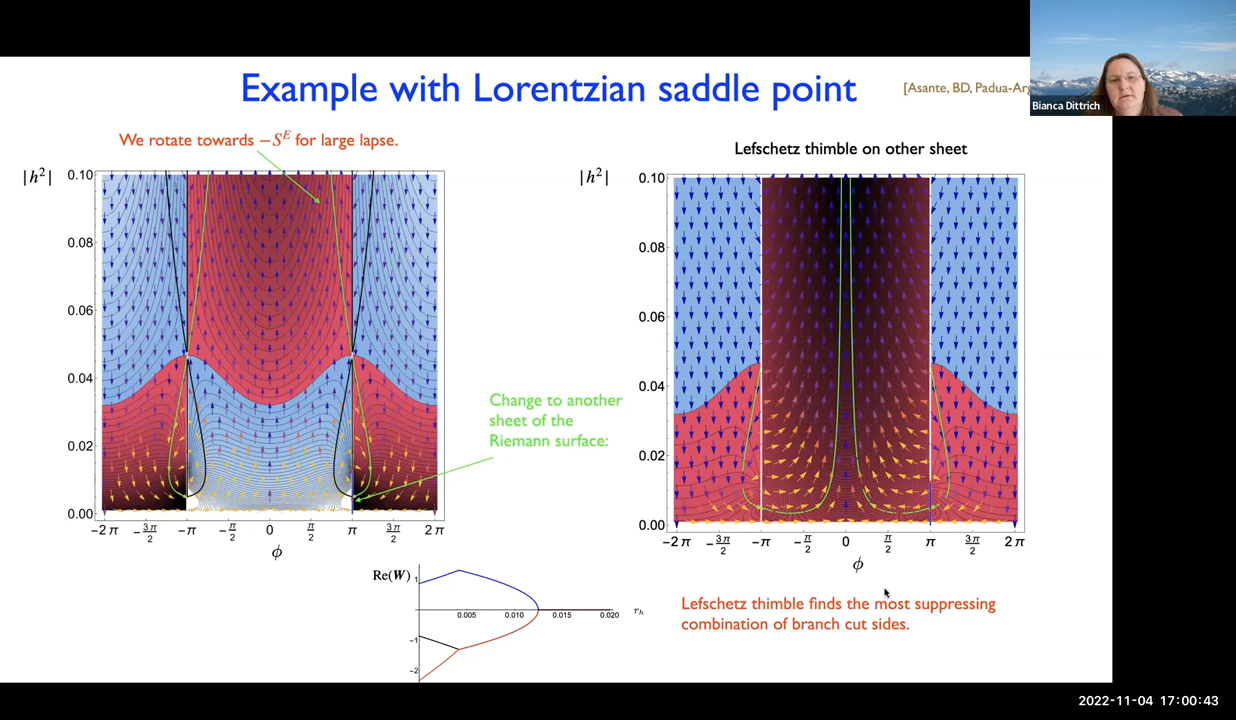 Example with Lorentzian saddle point
[Asante, BD, Padua-Arg
Bianca Dittrich
We rotate towards −S^E for large lapse.
Lefschetz thimble on other sheet
|h²|
0.10
0.08
0.06
0.04
0.02
0.00
−2π −3π/2 −π −π/2 0 π/2 π 3π/2 2π
ϕ
Change to another
sheet of the
Riemann surface:
|h²|
0.10
0.08
0.06
0.04
0.02
0.00
−2π −3π/2 −π −π/2 0 π/2 π 3π/2 2π
ϕ
Re(W)
1
0.005 0.010 0.015 0.020 r_h
−1
−2
Lefschetz thimble finds the most suppressing
combination of branch cut sides.
2022-11-04 17:00:43